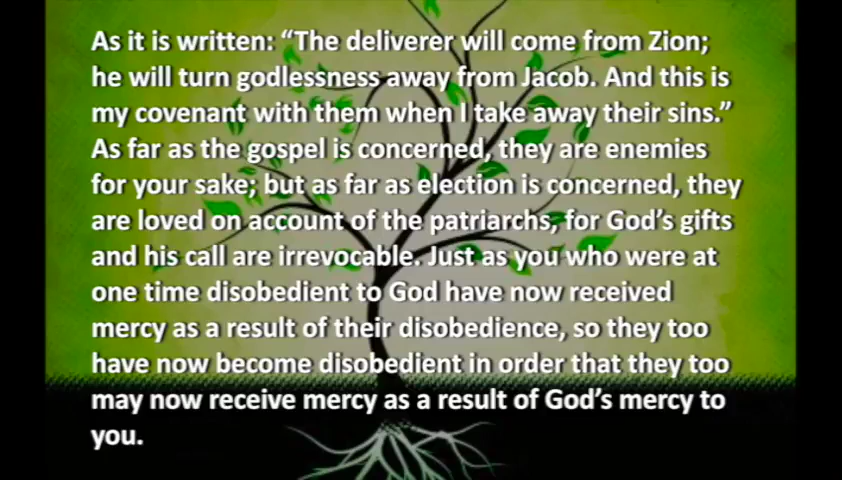 As it is written: “The deliverer will come from Zion;
he will turn godlessness away from Jacob. And this is
my covenant with them when I take away their sins.”
As far as the gospel is concerned, they are enemies
for your sake; but as far as election is concerned, they
are loved on account of the patriarchs, for God’s gifts
and his call are irrevocable. Just as you who were at
one time disobedient to God have now received
mercy as a result of their disobedience, so they too
have now become disobedient in order that they too
may now receive mercy as a result of God’s mercy to
you.